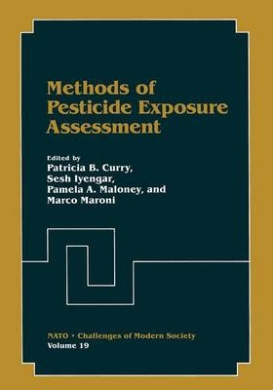 Methods of
Pesticide Exposure
Assessment
Edited by
Patricia B. Curry,
Sesh Iyengar,
Pamela A. Maloney, and
Marco Maroni
NATO • Challenges of Modern Society
Volume 19